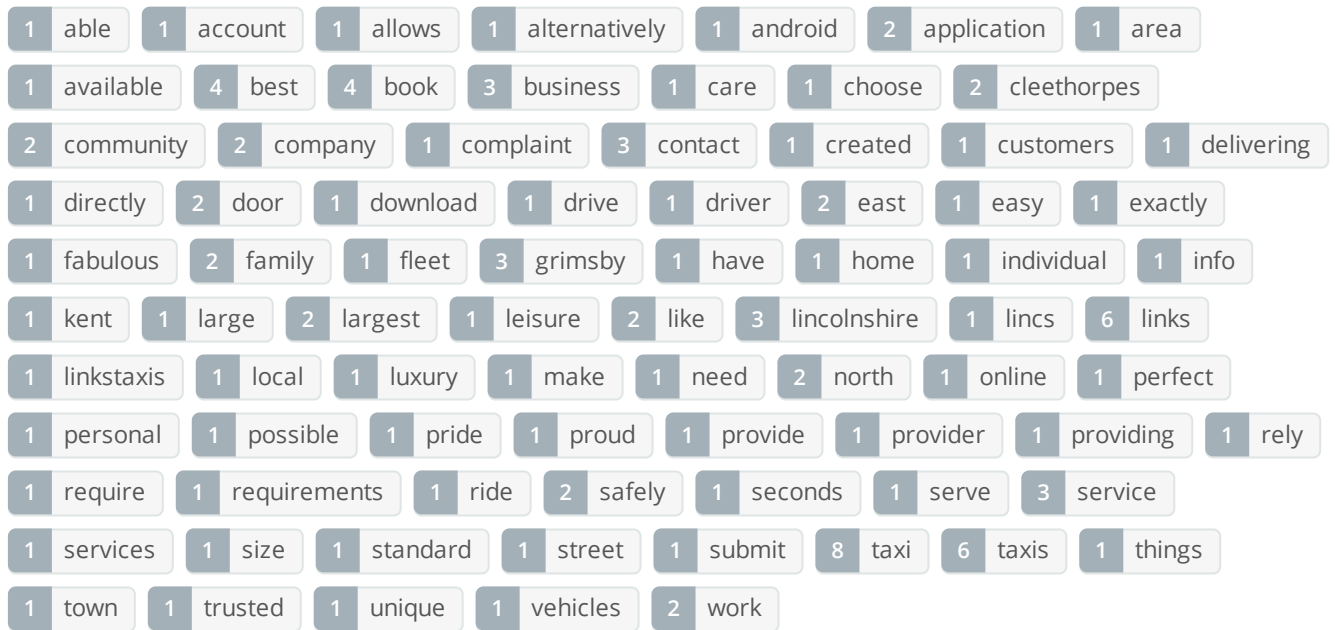 1 able 1 account 1 allows 1 alternatively 1 android 2 application 1 area
1 available 4 best 4 book 3 business 1 care 1 choose 2 cleethorpes
2 community 2 company 1 complaint 3 contact 1 created 1 customers 1 delivering
1 directly 2 door 1 download 1 drive 1 driver 2 east 1 easy 1 exactly
1 fabulous 2 family 1 fleet 3 grimsby 1 have 1 home 1 individual 1 info
1 kent 1 large 2 largest 1 leisure 2 like 3 lincolnshire 1 lincs 6 links
1 linkstaxis 1 local 1 luxury 1 make 1 need 2 north 1 online 1 perfect
1 personal 1 possible 1 pride 1 proud 1 provide 1 provider 1 providing 1 rely
1 require 1 requirements 1 ride 2 safely 1 seconds 1 serve 3 service
1 services 1 size 1 standard 1 street 1 submit 8 taxi 6 taxis 1 things
1 town 1 trusted 1 unique 1 vehicles 2 work